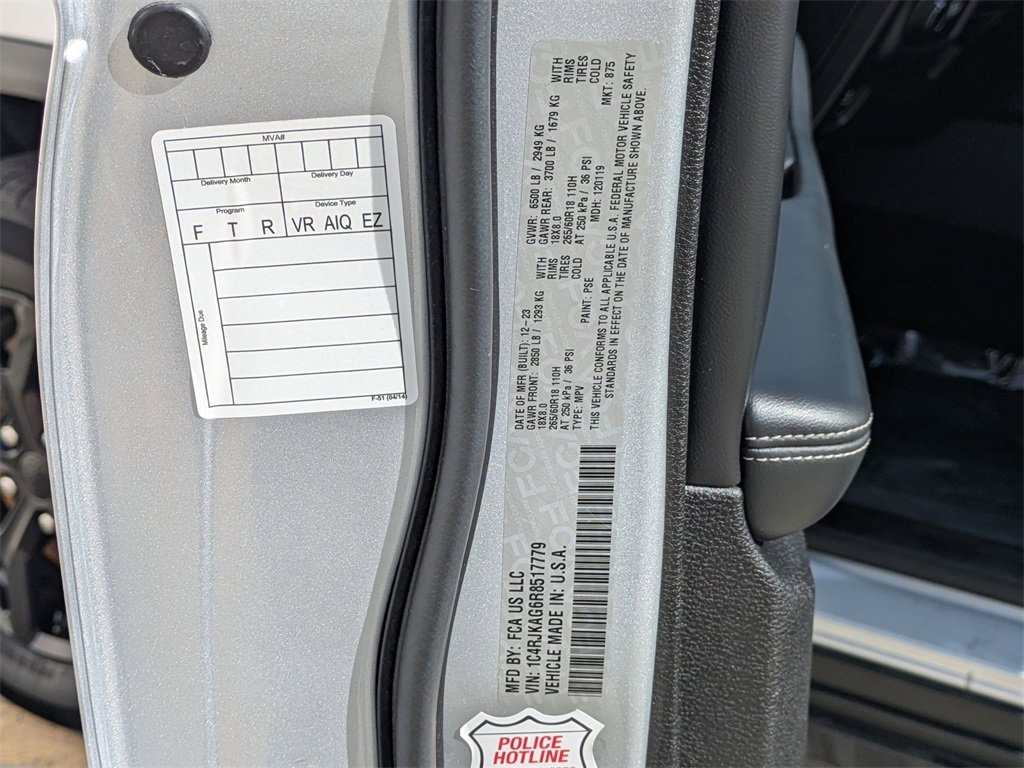 MVA#
Delivery Month Delivery Day
Program Device Type
F T R VR AIQ EZ
Mileage Due
F-51 (04/14)
MFD BY: FCA US LLC
VIN: 1C4RJKAG6R8517779
VEHICLE MADE IN: U.S.A.
DATE OF MFR (BUILT): 12-23 GVWR: 6500 LB / 2949 KG
GAWR FRONT: 2850 LB / 1293 KG WITH GAWR REAR: 3700 LB / 1679 KG WITH
18X8.0 RIMS 18X8.0 RIMS
265/60R18 110H TIRES 265/60R18 110H TIRES
AT 250 kPa / 36 PSI COLD AT 250 kPa / 36 PSI COLD
TYPE: MPV PAINT: PSE MDH: 120119 MKT: 875
THIS VEHICLE CONFORMS TO ALL APPLICABLE U.S.A. FEDERAL MOTOR VEHICLE SAFETY
STANDARDS IN EFFECT ON THE DATE OF MANUFACTURE SHOWN ABOVE.
POLICE
HOTLINE